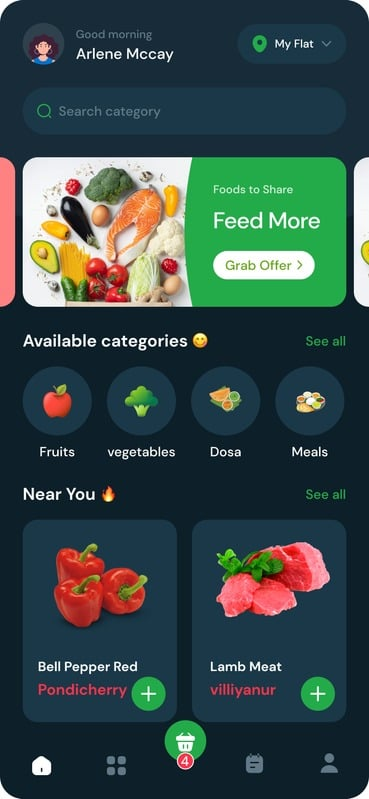 Good morning
Arlene Mccay
My Flat
Search category
Foods to Share
Feed More
Grab Offer
Available categories 😋
See all
Fruits
vegetables
Dosa
Meals
Near You 🔥
See all
Bell Pepper Red
Pondicherry
Lamb Meat
villiyanur
4